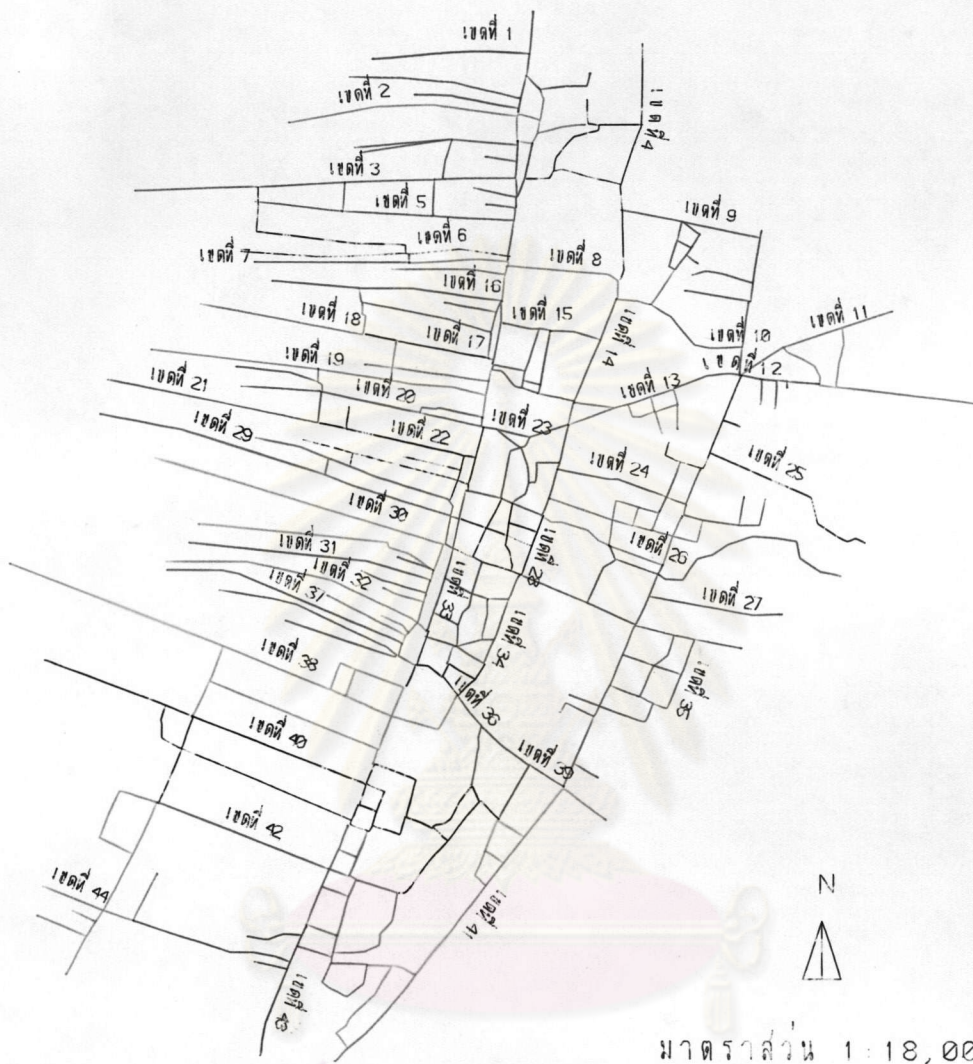 เขตที่ 1
เขตที่ 2
เขตที่ 4
เขตที่ 3
เขตที่ 5
เขตที่ 9
เขตที่ 6
เขตที่ 7
เขตที่ 8
เขตที่ 16
เขตที่ 15
เขตที่ 11
เขตที่ 18
เขตที่ 17
เขตที่ 14
เขตที่ 10
เขตที่ 19
เขตที่ 12
เขตที่ 21
เขตที่ 20
เขตที่ 13
เขตที่ 29
เขตที่ 22
เขตที่ 23
เขตที่ 24
เขตที่ 25
เขตที่ 30
เขตที่ 31
เขตที่ 28
เขตที่ 26
เขตที่ 32
เขตที่ 37
เขตที่ 33
เขตที่ 27
เขตที่ 38
เขตที่ 34
เขตที่ 35
เขตที่ 36
เขตที่ 40
เขตที่ 39
เขตที่ 42
เขตที่ 44
เขตที่ 41
N
เขตที่ 43
มาตราส่วน 1:18,00